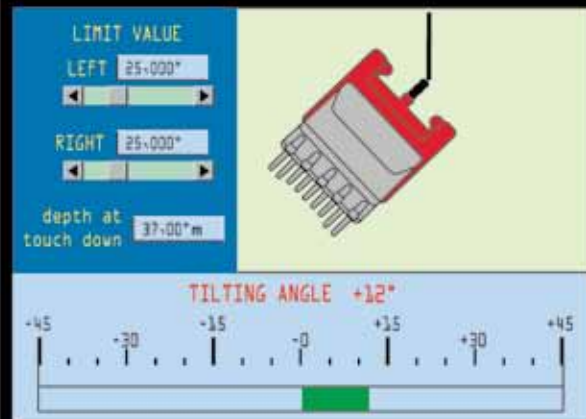 LIMIT VALUE
LEFT 25.000°
RIGHT 25.000°
depth at
touch down 37.00°m
TILTING ANGLE +12°
-45 -30 -15 -0 +15 +30 +45